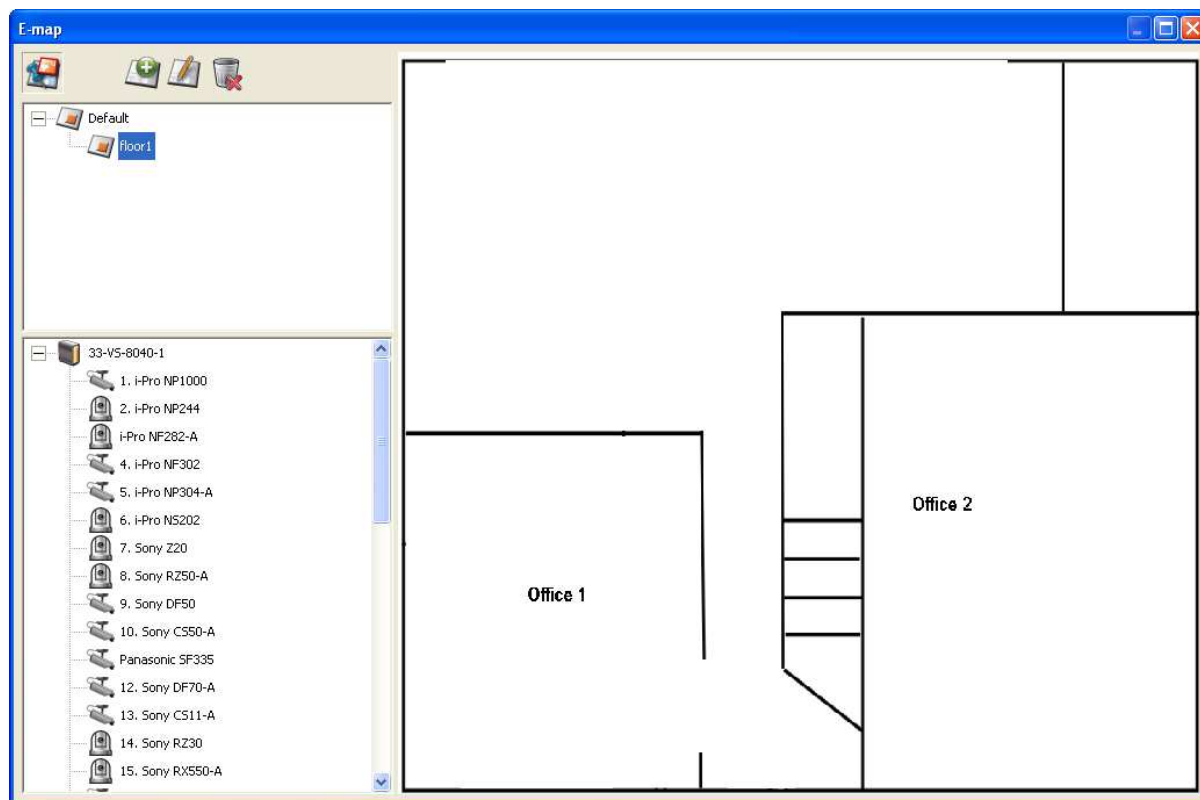 E-map
Default
floor1
33-VS-8040-1
1. i-Pro NP1000
2. i-Pro NP244
i-Pro NF282-A
4. i-Pro NF302
5. i-Pro NP304-A
6. i-Pro NS202
7. Sony Z20
8. Sony RZ50-A
9. Sony DF50
10. Sony CS50-A
Panasonic SF335
12. Sony DF70-A
13. Sony CS11-A
14. Sony RZ30
15. Sony RX550-A
Office 1
Office 2